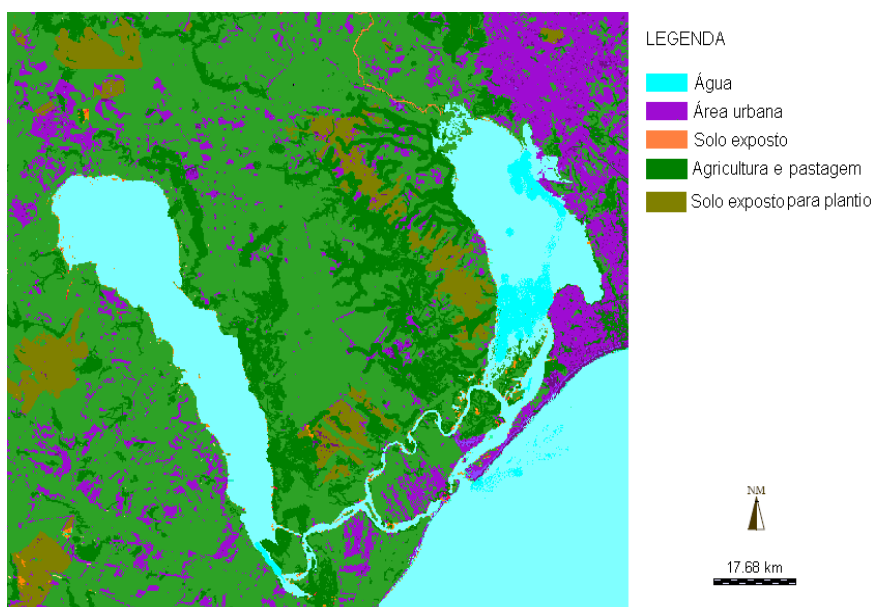 LEGENDA
Água
Área urbana
Solo exposto
Agricultura e pastagem
Solo exposto para plantio
NM
17.68 km